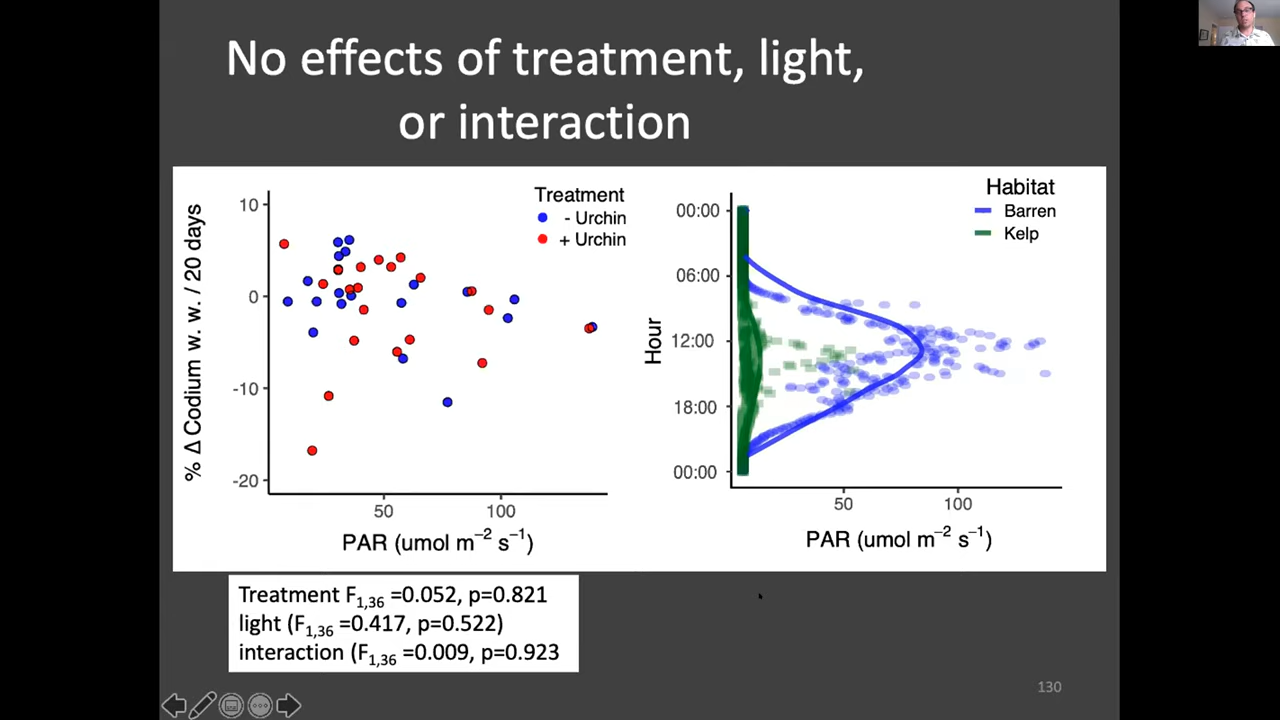 No effects of treatment, light,
or interaction
% Δ Codium w. w. / 20 days
10
0
-10
-20
50
100
PAR (umol m⁻² s⁻¹)
Treatment
- Urchin
+ Urchin
Hour
00:00
06:00
12:00
18:00
00:00
50
100
PAR (umol m⁻² s⁻¹)
Habitat
Barren
Kelp
Treatment F1,36 =0.052, p=0.821
light (F1,36 =0.417, p=0.522)
interaction (F1,36 =0.009, p=0.923
130